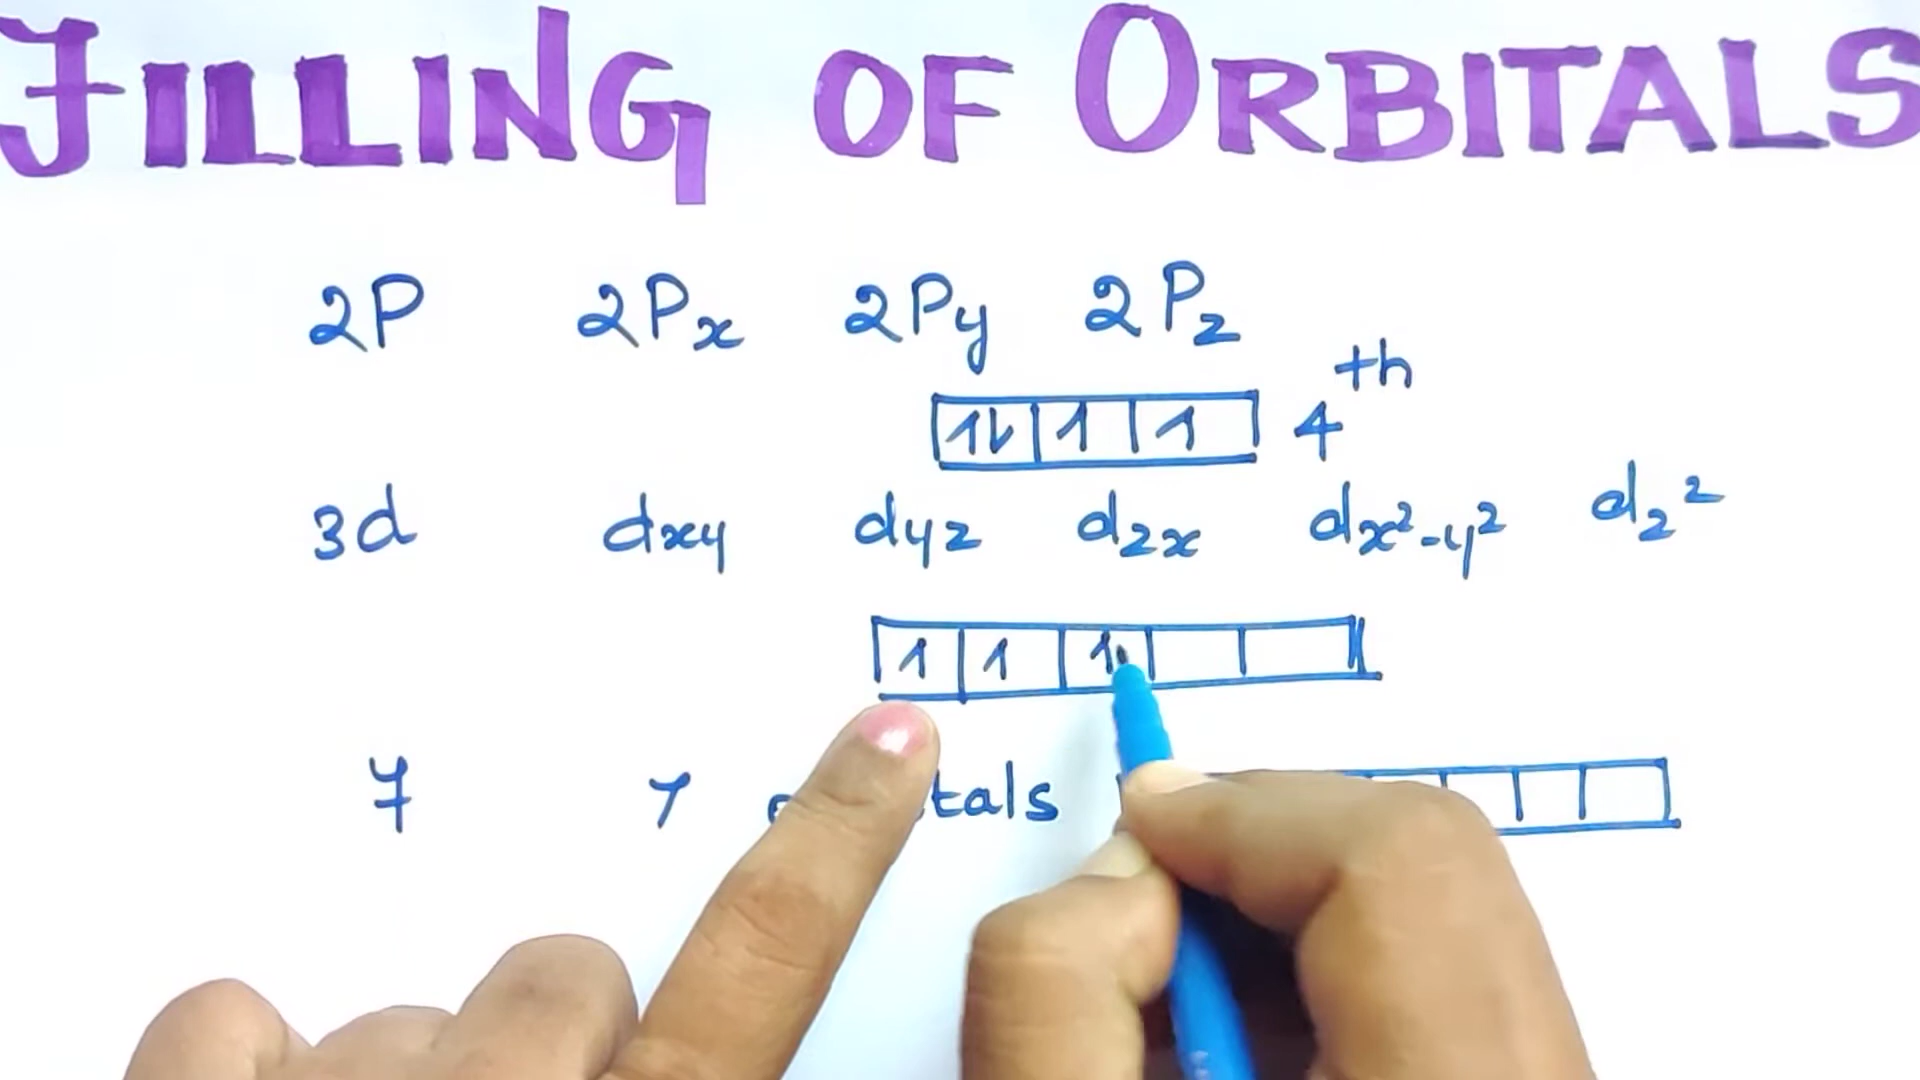 FILLING OF ORBITALS
2P 2Px 2Py 2Pz
1↓ 1 1 4th
3d dxy dyz dzx dx²-y² dz²
1 1 1
7 tals